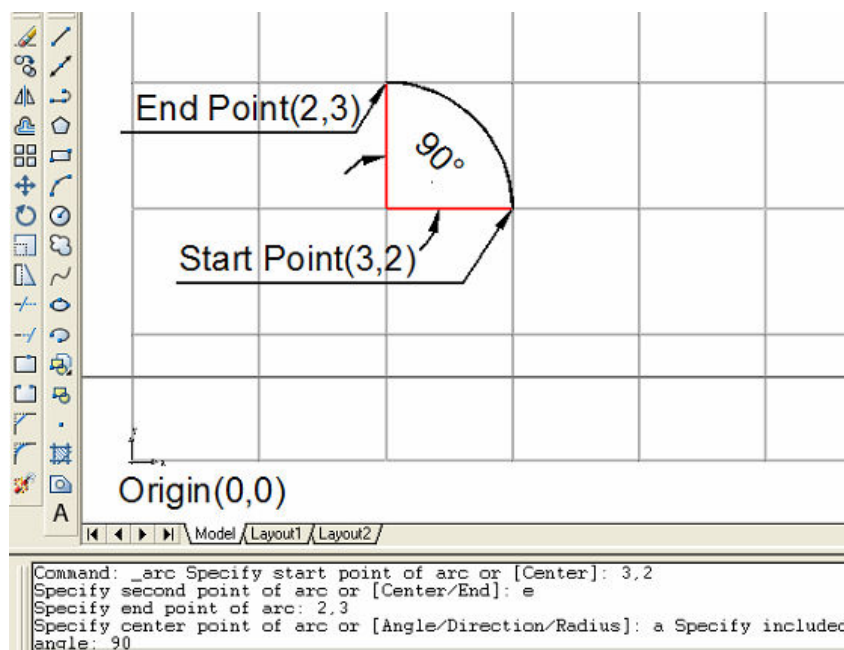 End Point(2,3)
90°
Start Point(3,2)
Origin(0,0)
A
Model Layout1 Layout2
Command: _arc Specify start point of arc or [Center]: 3,2
Specify second point of arc or [Center/End]: e
Specify end point of arc: 2,3
Specify center point of arc or [Angle/Direction/Radius]: a Specify included
angle: 90